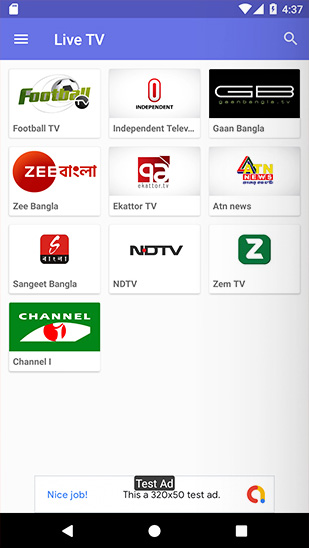 4:37
Live TV
Football TV
Football TV
0 INDEPENDENT
Independent Telev...
GB
gaanbangla.tv
Gaan Bangla
ZEE বাংলা
Zee Bangla
ekattor.tv
Ekattor TV
ATN
NEWS
Atn news
বাংলা
Sangeet Bangla
NDTV
NDTV
Z
Zem TV
CHANNEL
i
Channel I
Test Ad
Nice job! This a 320x50 test ad.